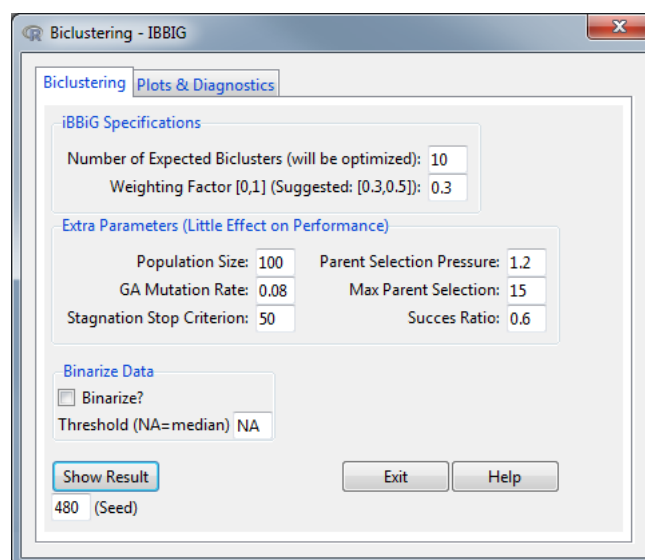 Biclustering - IBBIG
Biclustering Plots & Diagnostics
iBBiG Specifications
Number of Expected Biclusters (will be optimized): 10
Weighting Factor [0,1] (Suggested: [0.3,0.5]): 0.3
Extra Parameters (Little Effect on Performance)
Population Size: 100 Parent Selection Pressure: 1.2
GA Mutation Rate: 0.08 Max Parent Selection: 15
Stagnation Stop Criterion: 50 Succes Ratio: 0.6
Binarize Data
Binarize?
Threshold (NA=median) NA
Show Result Exit Help
480 (Seed)